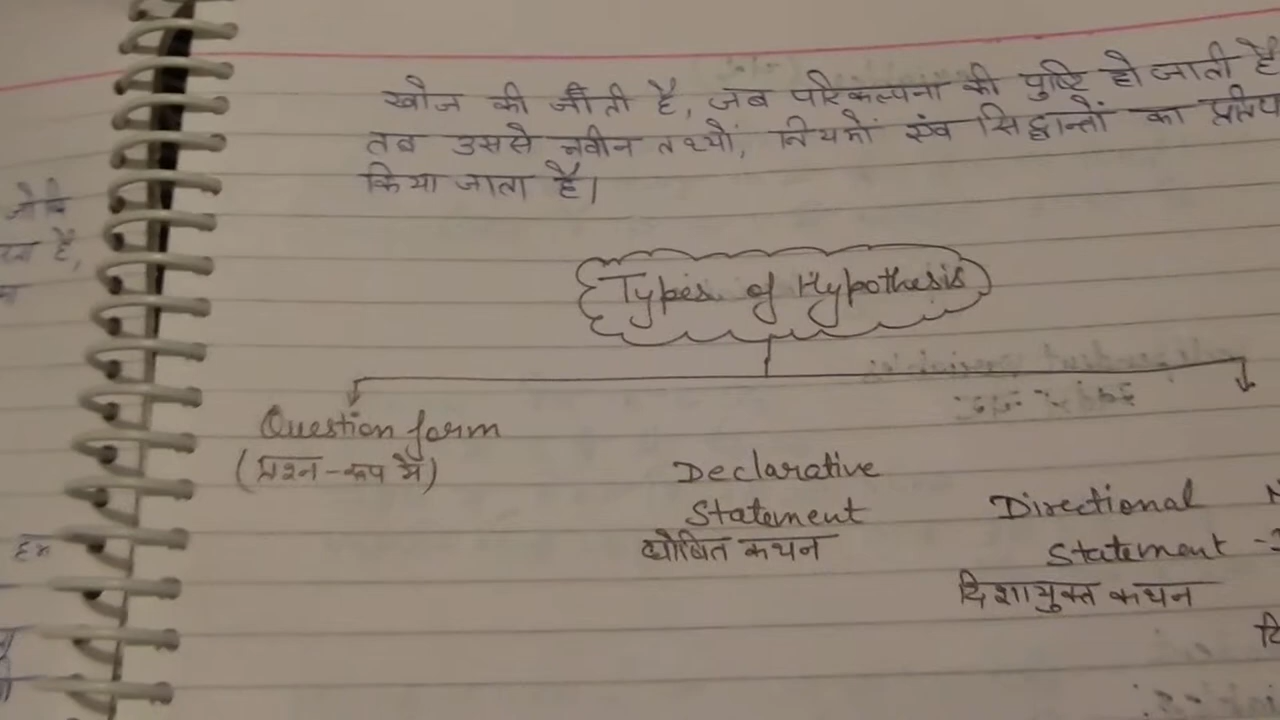 खोज की जाती है, जब परिकल्पना की पुष्टि हो जाती है
तब उससे नवीन तथ्यों, नियमों एंव सिद्वान्तों का
किया जाता है।
Types of Hypothesis
Question form
(प्रश्न-रूप में)
Declarative
Statement
घोषित कथन
Directional
Statement
दिशायुक्त कथन